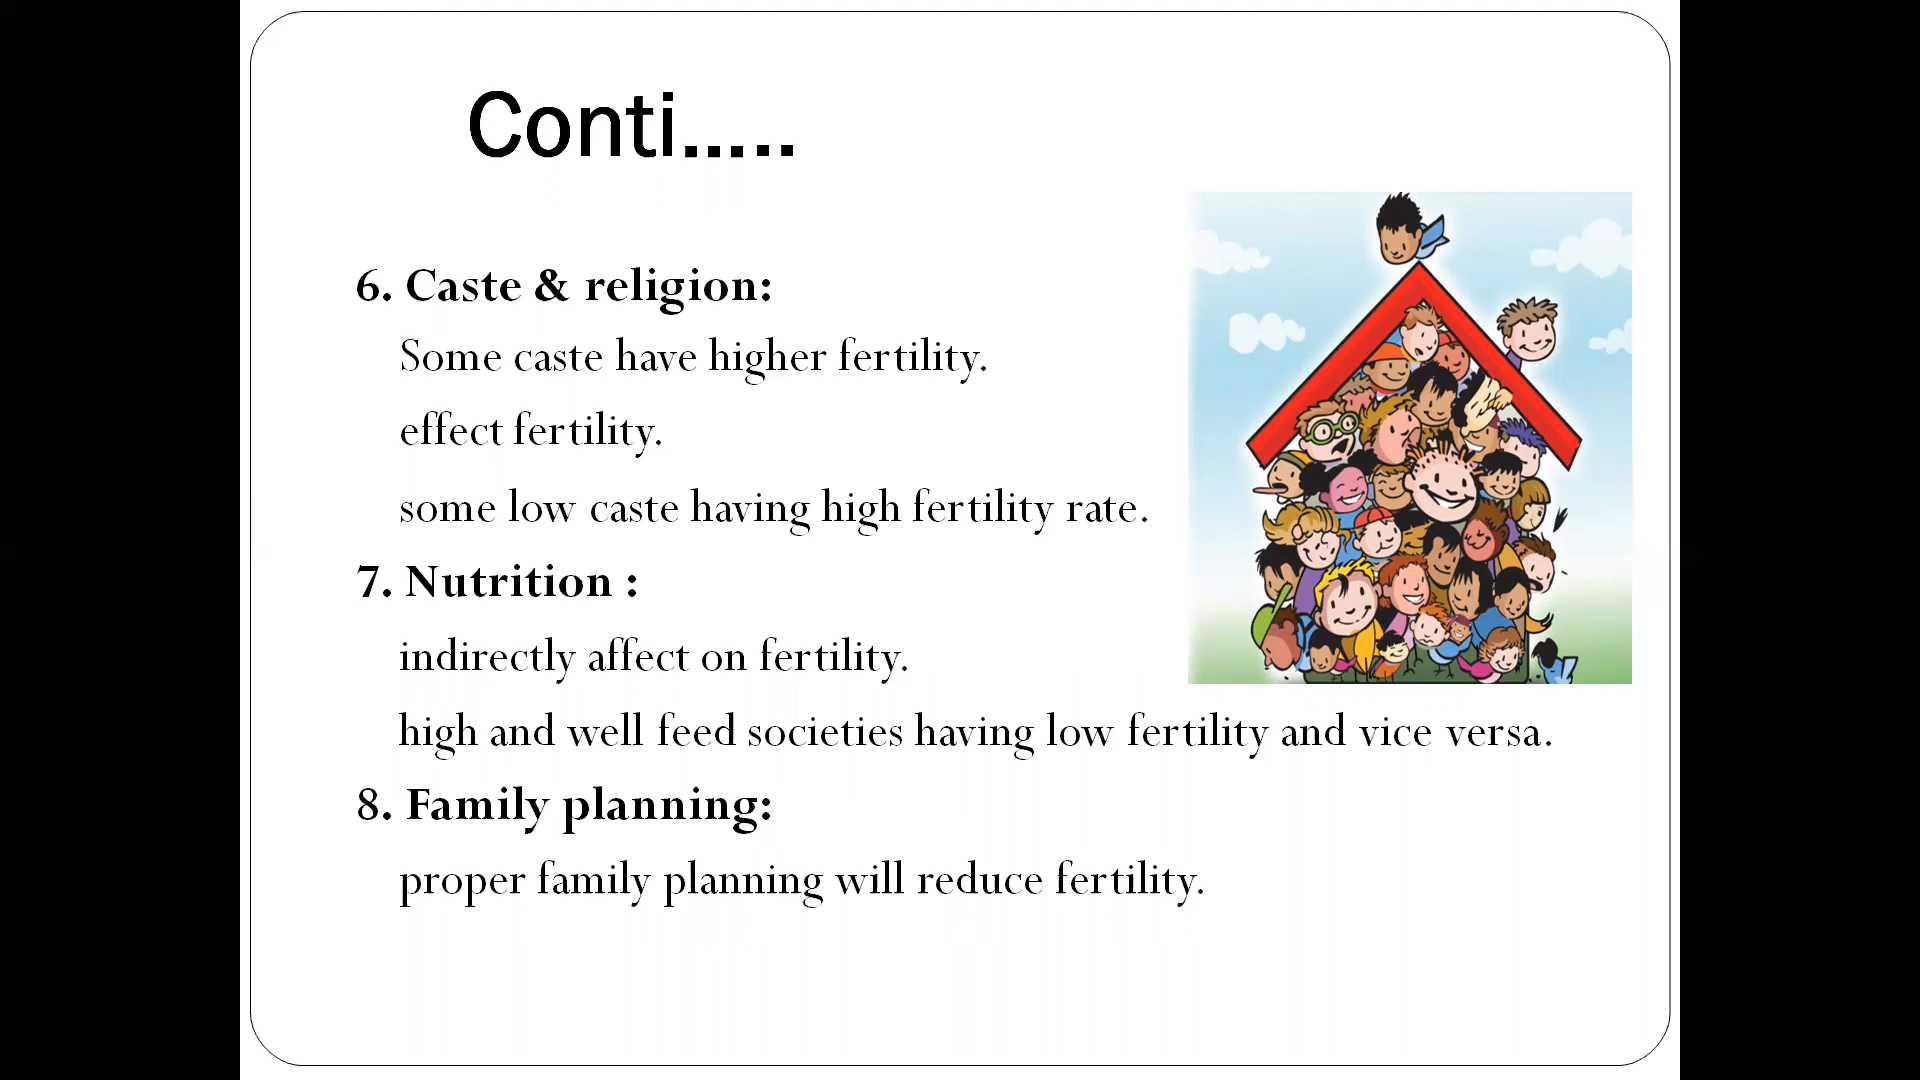 Conti.....
6. Caste & religion:
Some caste have higher fertility.
effect fertility.
some low caste having high fertility rate.
7. Nutrition :
indirectly affect on fertility.
high and well feed societies having low fertility and vice versa.
8. Family planning:
proper family planning will reduce fertility.